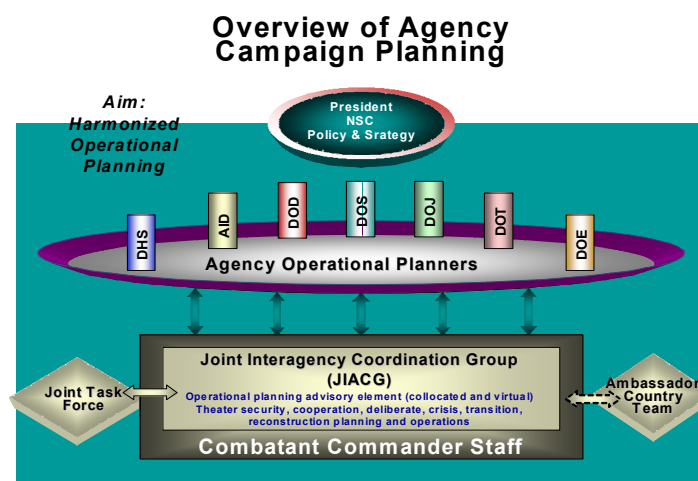 Overview of Agency
Campaign Planning
Aim:
Harmonized
Operational
Planning
President
NSC
Policy & Srategy
DHS
AID
DOD
DOS
DOJ
DOT
DOE
Agency Operational Planners
Joint Interagency Coordination Group
(JIACG)
Operational planning advisory element (collocated and virtual)
Theater security, cooperation, deliberate, crisis, transition,
reconstruction planning and operations
Combatant Commander Staff
Joint Task
Force
Ambassador
Country
Team